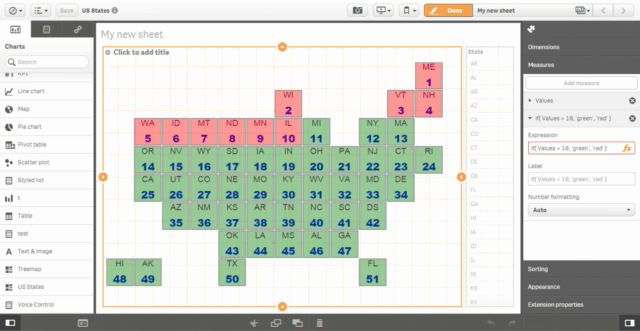 Save
US States
Done
My new sheet
Charts
Search
Line chart
Map
Pie chart
Pivot table
Scatter plot
Styled list
t
Table
test
Text & image
Treemap
US States
Voice Control
My new sheet
Click to add title
ME
1
WI VT NH
2 3 4
WA ID MT ND MN IL MI NY MA
5 6 7 8 9 10 11 12 13
OR NV WY SD IA IN OH PA NJ CT RI
14 15 16 17 18 19 20 21 22 23 24
CA UT CO NE MO KY WV VA MD DE
25 26 27 28 29 30 31 32 33 34
AZ NM KS AR TN NC SC DS
35 36 37 38 39 40 41 42
OK LA MS AL GA
43 44 45 46 47
HI AK TX FL
48 49 50 51
State
AK
AL
AR
AZ
CA
CO
CT
DE
DS
FL
GA
HI
IA
ID
IL
IN
KS
KY
Dimensions
Measures
Add measure
Values
if( Values > 10, 'green', 'red' )
Expression
if( Values > 10, 'green', 'red' )
Label
if( Values > 10, 'green', 'red' )
Number formatting
Auto
Sorting
Appearance
Extension properties